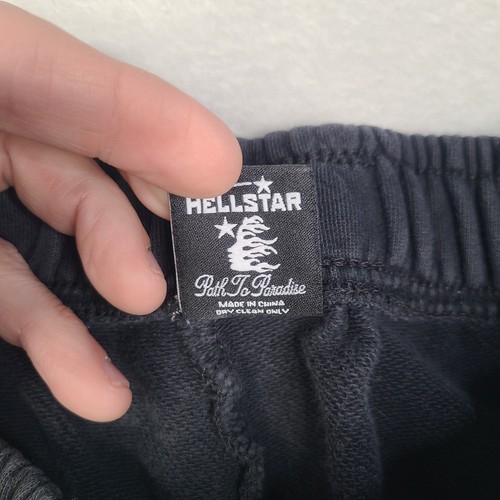 HELLSTAR
Path To Paradise
MADE IN CHINA
DRY CLEAN ONLY